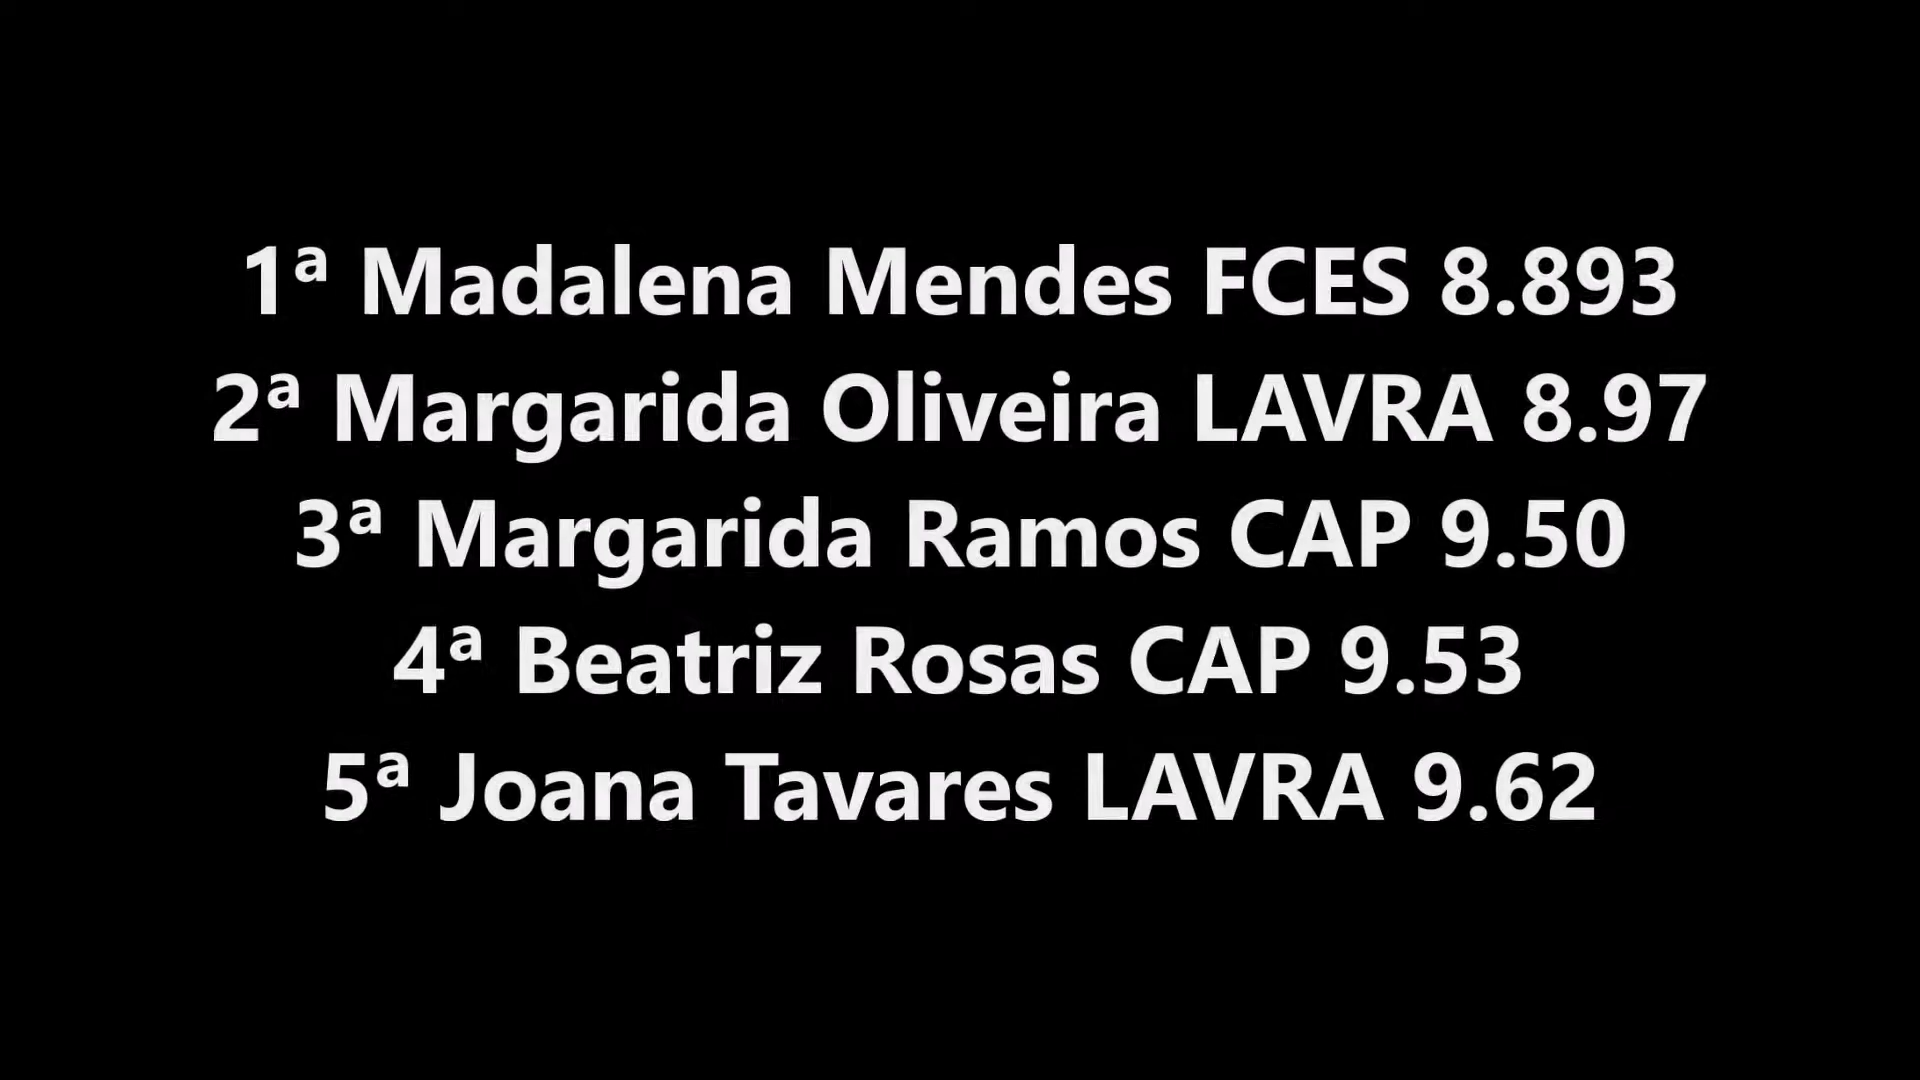 1ª Madalena Mendes FCES 8.893
2ª Margarida Oliveira LAVRA 8.97
3ª Margarida Ramos CAP 9.50
4ª Beatriz Rosas CAP 9.53
5ª Joana Tavares LAVRA 9.62